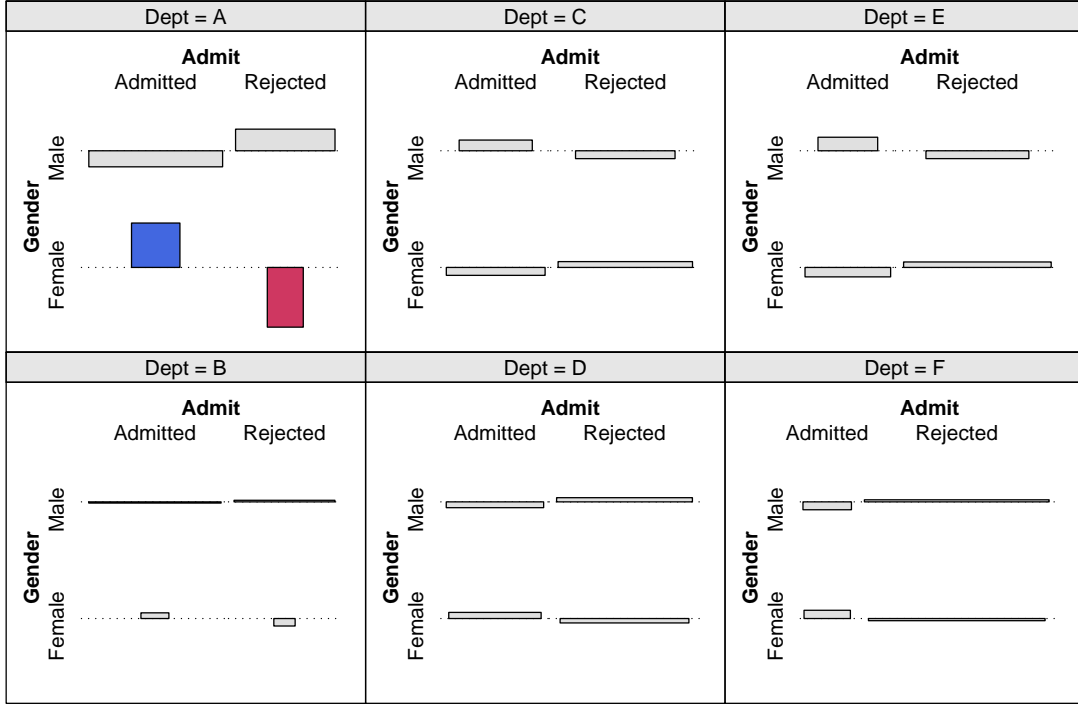 Dept = A
Admit
Admitted Rejected
Gender
Male
Female
Dept = C
Admit
Admitted Rejected
Gender
Male
Female
Dept = E
Admit
Admitted Rejected
Gender
Male
Female
Dept = B
Admit
Admitted Rejected
Gender
Male
Female
Dept = D
Admit
Admitted Rejected
Gender
Male
Female
Dept = F
Admit
Admitted Rejected
Gender
Male
Female